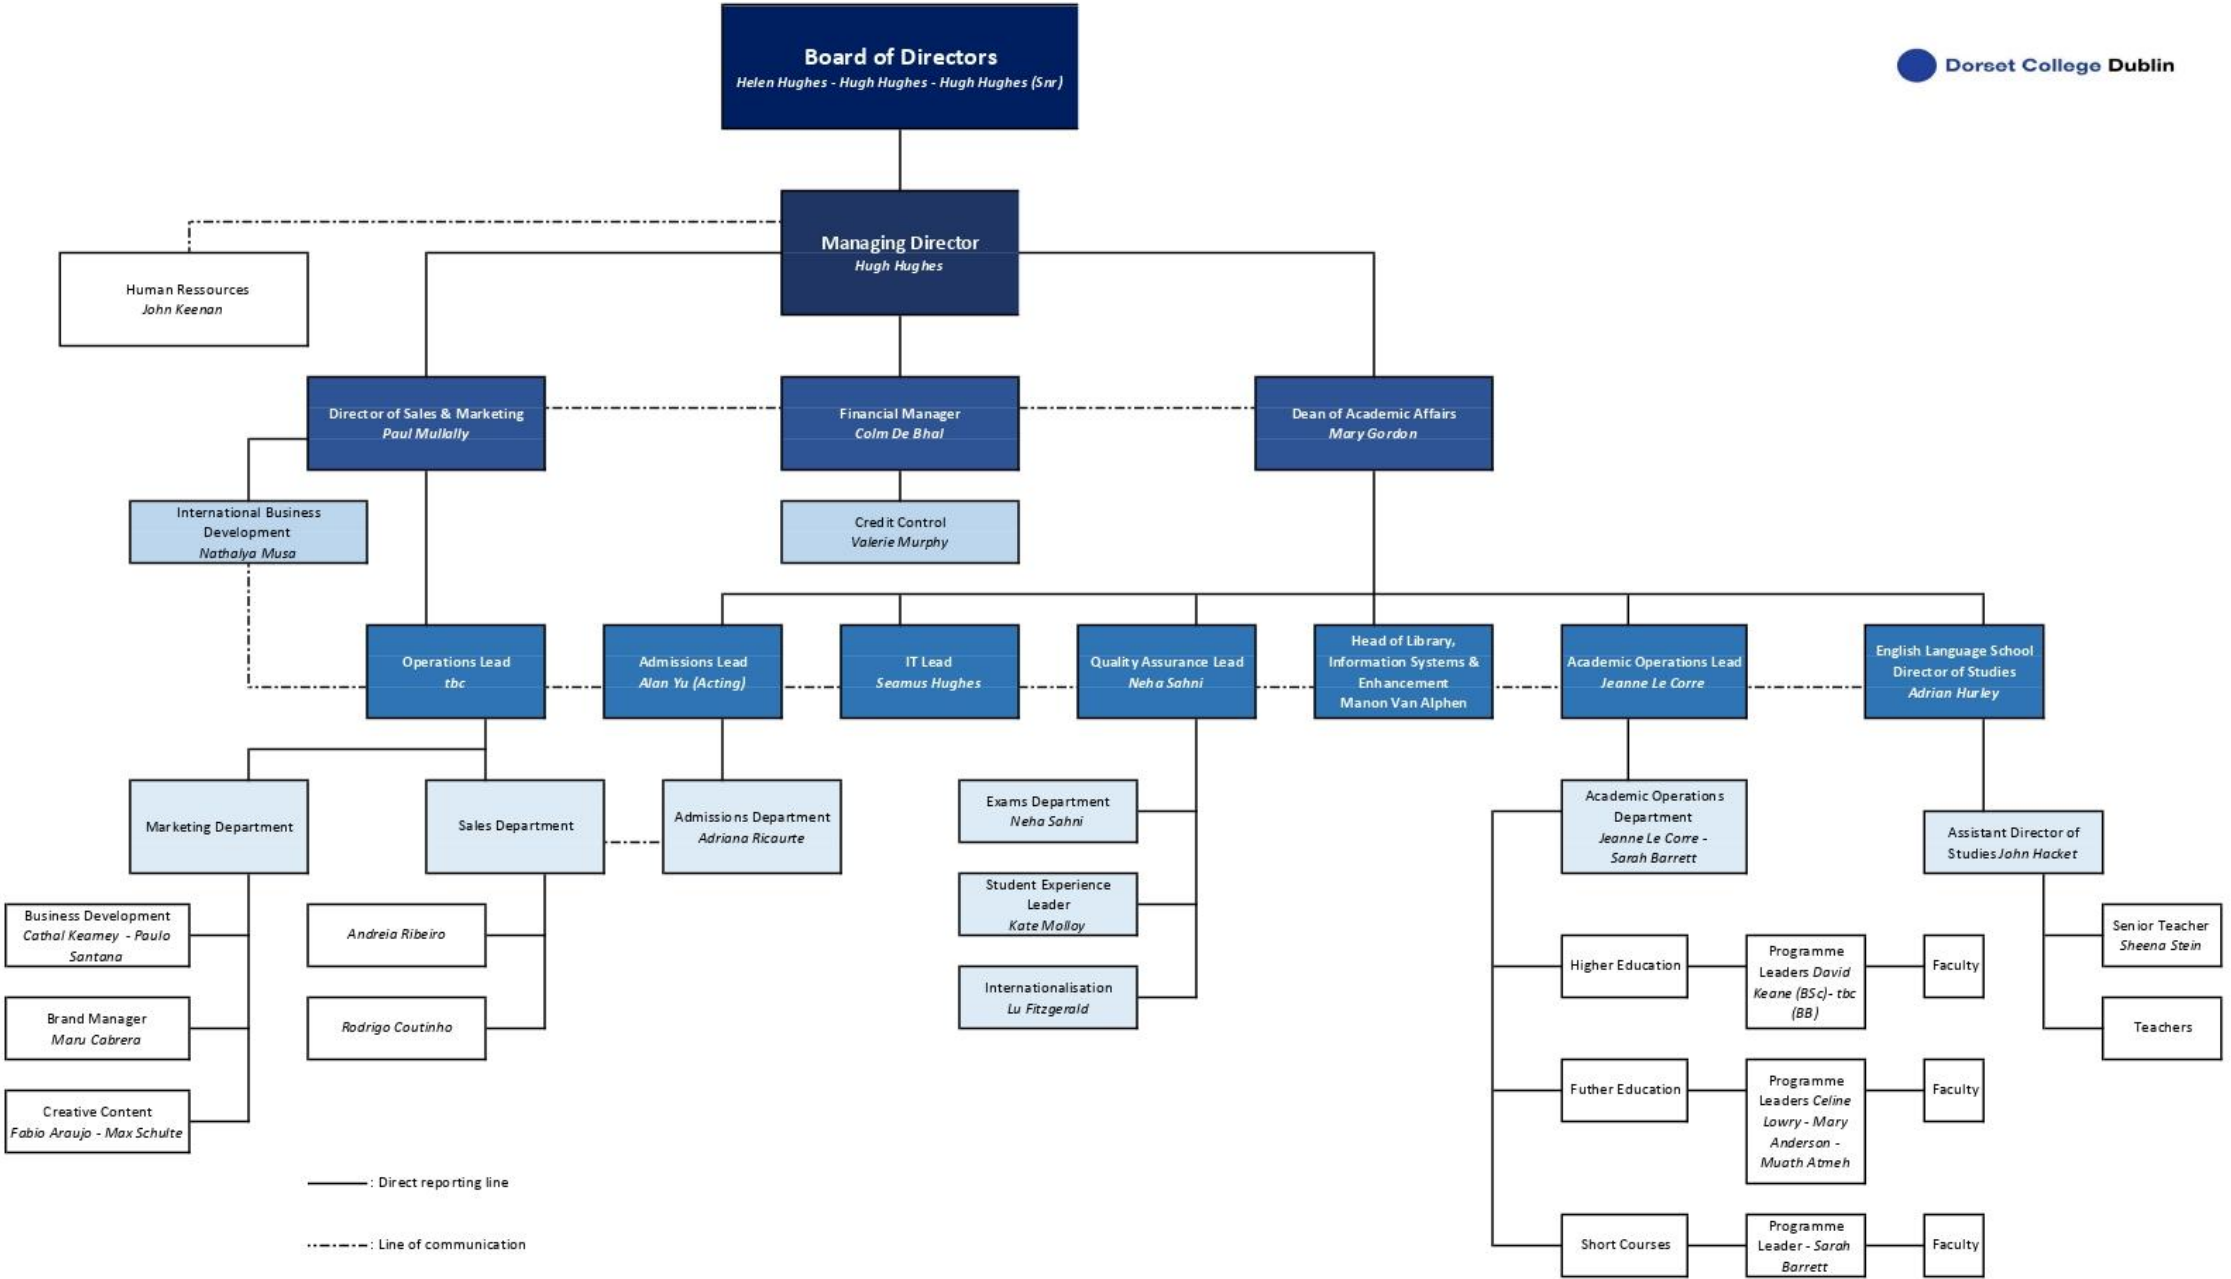 Board of Directors
Helen Hughes - Hugh Hughes - Hugh Hughes (Snr)
Dorset College Dublin
Managing Director
Hugh Hughes
Human Ressources
John Keenan
Director of Sales & Marketing
Paul Mullally
Financial Manager
Colm De Bhal
Dean of Academic Affairs
Mary Gordon
International Business
Development
Nathalya Musa
Credit Control
Valerie Murphy
Operations Lead
tbc
Admissions Lead
Alan Yu (Acting)
IT Lead
Seamus Hughes
Quality Assurance Lead
Neha Sahni
Head of Library,
Information Systems &
Enhancement
Manon Van Alphen
Academic Operations Lead
Jeanne Le Corre
English Language School
Director of Studies
Adrian Hurley
Marketing Department
Sales Department
Admissions Department
Adriana Ricaurte
Exams Department
Neha Sahni
Student Experience
Leader
Kate Molloy
Internationalisation
Lu Fitzgerald
Academic Operations
Department
Jeanne Le Corre -
Sarah Barrett
Assistant Director of
Studies John Hacket
Business Development
Cathal Kearney - Paulo
Santana
Brand Manager
Maru Cabrera
Creative Content
Fabio Araujo - Max Schulte
Andreia Ribeiro
Rodrigo Coutinho
Higher Education
Programme
Leaders David
Keane (BSc)- tbc
(BB)
Faculty
Futher Education
Programme
Leaders Celine
Lowry - Mary
Anderson -
Muath Atmeh
Faculty
Short Courses
Programme
Leader - Sarah
Barrett
Faculty
Senior Teacher
Sheena Stein
Teachers
: Direct reporting line
: Line of communication